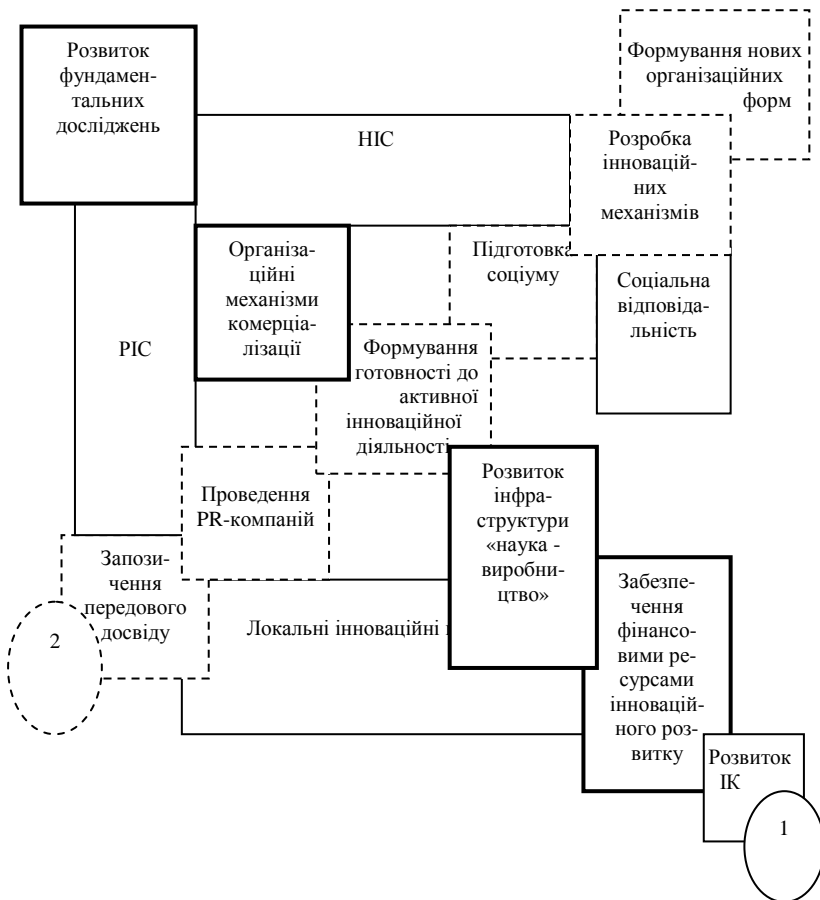 Розвиток
фундамен-
тальних
досліджень
Формування нових
організаційних
форм
НІС
Розробка
інновацій-
них
механізмів
Організа-
ційні
механізми
комерціа-
лізації
Підготовка
соціуму
Соціальна
відповіда-
льність
РІС
Формування
готовності до
активної
інноваційної
діяльності
Проведення
PR-компаній
Розвиток
інфра-
структури
«наука -
виробни-
цтво»
Запози-
чення
передового
досвіду
2
Локальні інноваційні
Забезпе-
чення
фінансо-
вими ре-
сурсами
інновацій-
ного роз-
витку
Розвиток
ІК
1